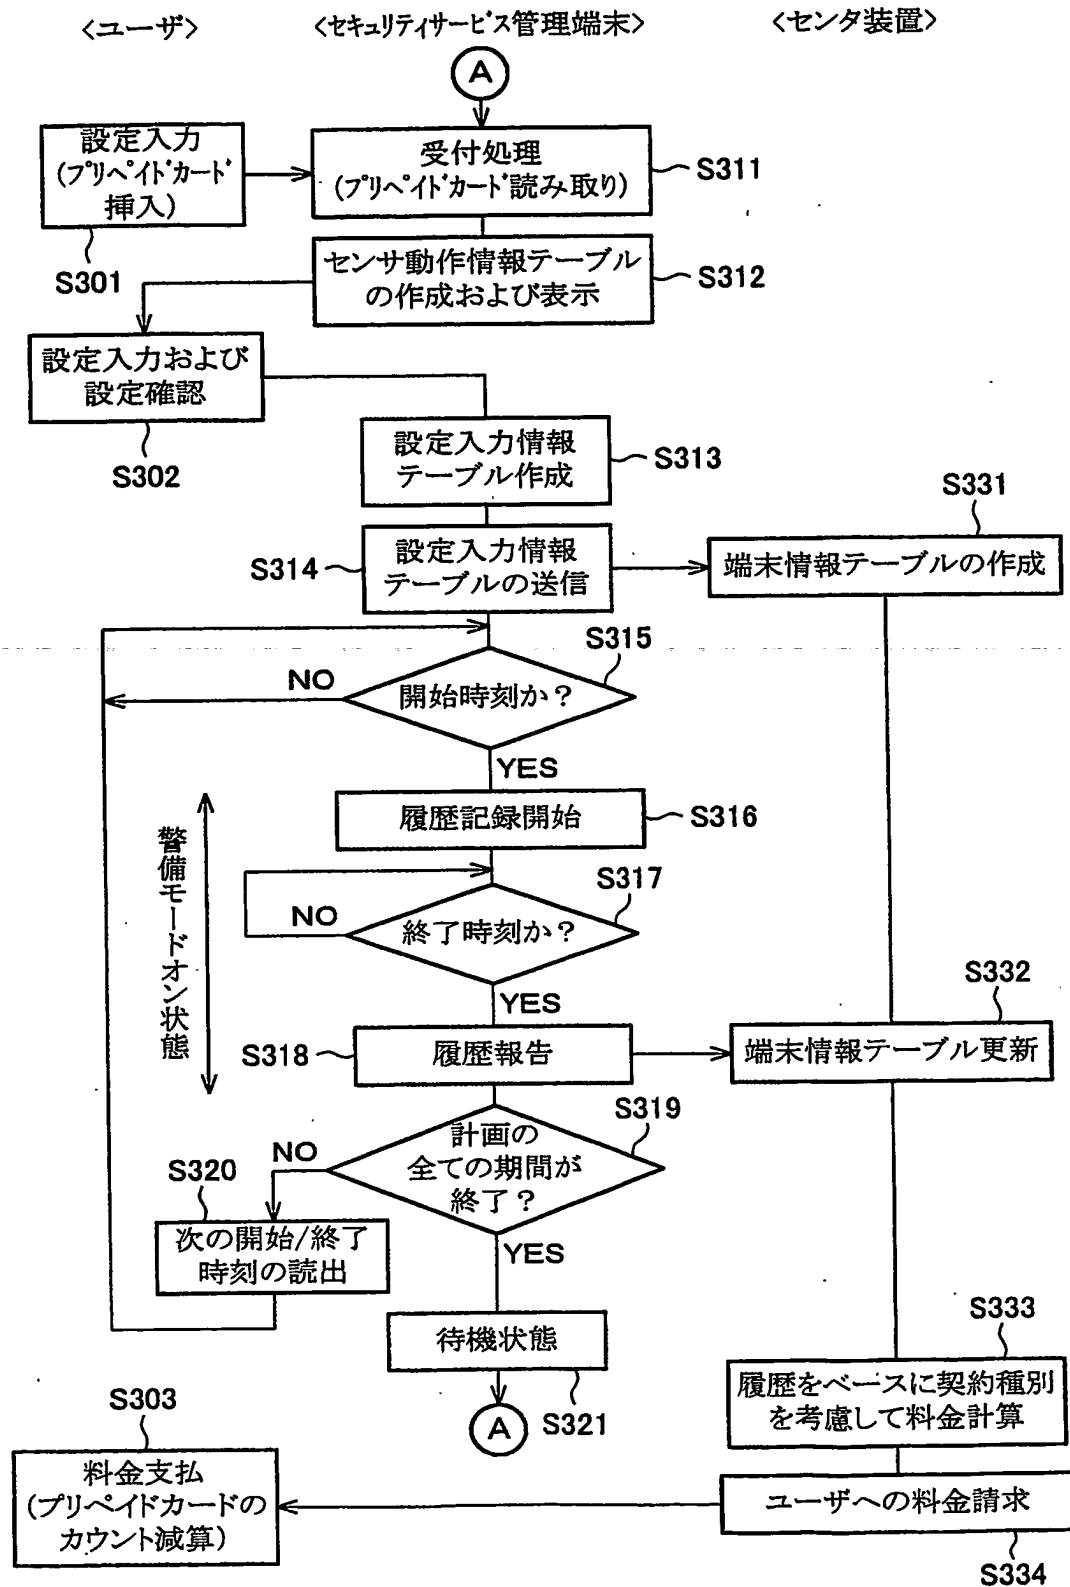 <ユーザ>
<セキュリティサービス管理端末>
<センタ装置>
A
設定入力
(プリペイドカード
挿入)
S301
受付処理
(プリペイドカード読み取り)
S311
センサ動作情報テーブル
の作成および表示
S312
設定入力および
設定確認
S302
設定入力情報
テーブル作成
S313
S331
S314
設定入力情報
テーブルの送信
端末情報テーブルの作成
S315
NO
開始時刻か?
YES
履歴記録開始
S316
警備モードオン状態
S317
NO
終了時刻か?
YES
S332
S318
履歴報告
端末情報テーブル更新
S319
計画の
全ての期間が
終了?
NO
S320
次の開始/終了
時刻の読出
YES
待機状態
S321
A
S333
履歴をベースに契約種別
を考慮して料金計算
S303
料金支払
(プリペイドカードの
カウント減算)
ユーザへの料金請求
S334